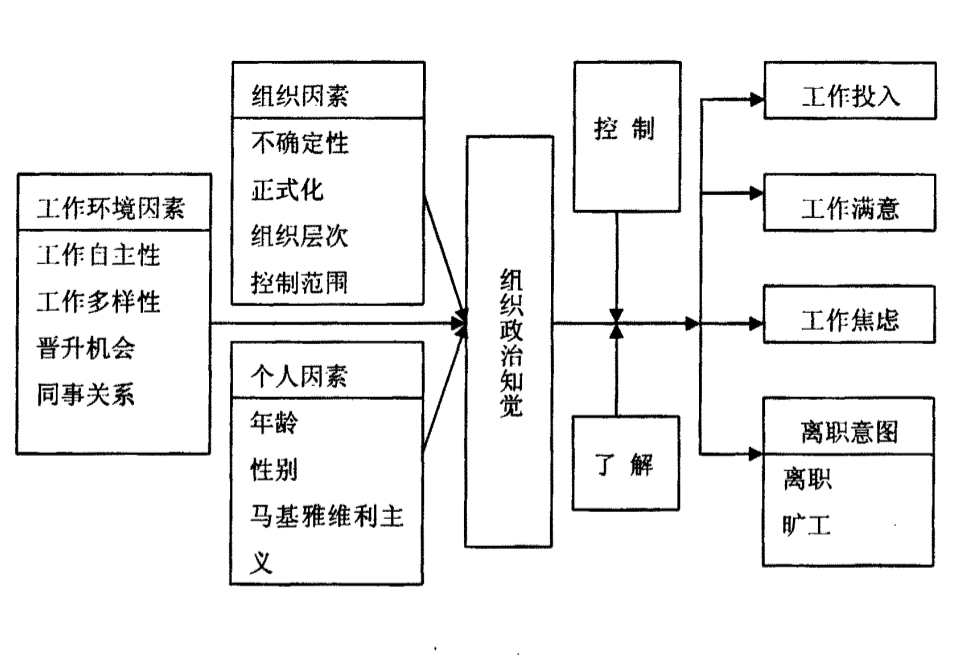 工作环境因素
工作自主性
工作多样性
晋升机会
同事关系
组织因素
不确定性
正式化
组织层次
控制范围
个人因素
年龄
性别
马基雅维利主
义
组织政治知觉
控制
了解
工作投入
工作满意
工作焦虑
离职意图
离职
旷工